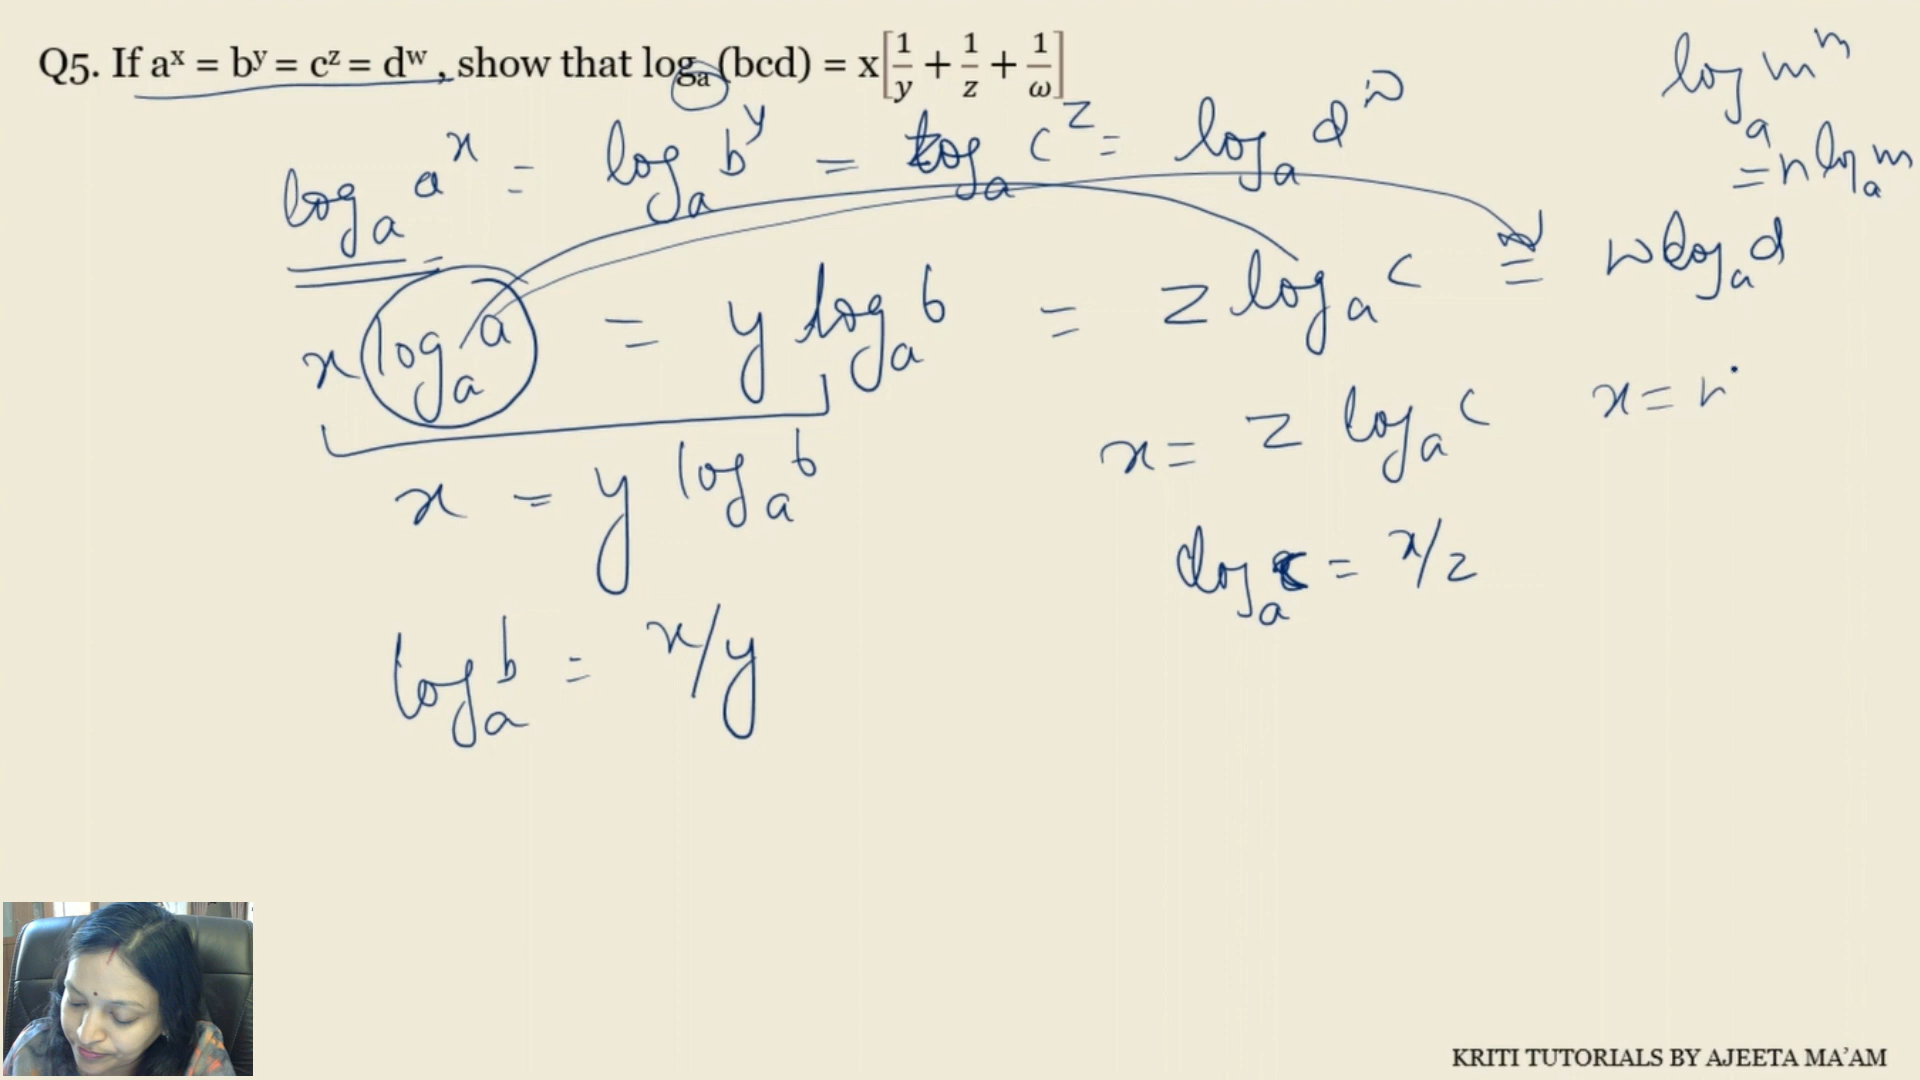 Q5. If aˣ = bʸ = cᶻ = dʷ , show that logₐ (bcd) = x[1/y + 1/z + 1/ω]
logₐ mⁿ
= n logₐ m
logₐ aˣ = logₐ bʸ = logₐ cᶻ = logₐ dʷ
x logₐ a = y logₐ b = z logₐ c = w logₐ d
x = y logₐ b
x = z logₐ c
x =
logₐ c = x/z
logₐ b = x/y
KRITI TUTORIALS BY AJEETA MA’AM